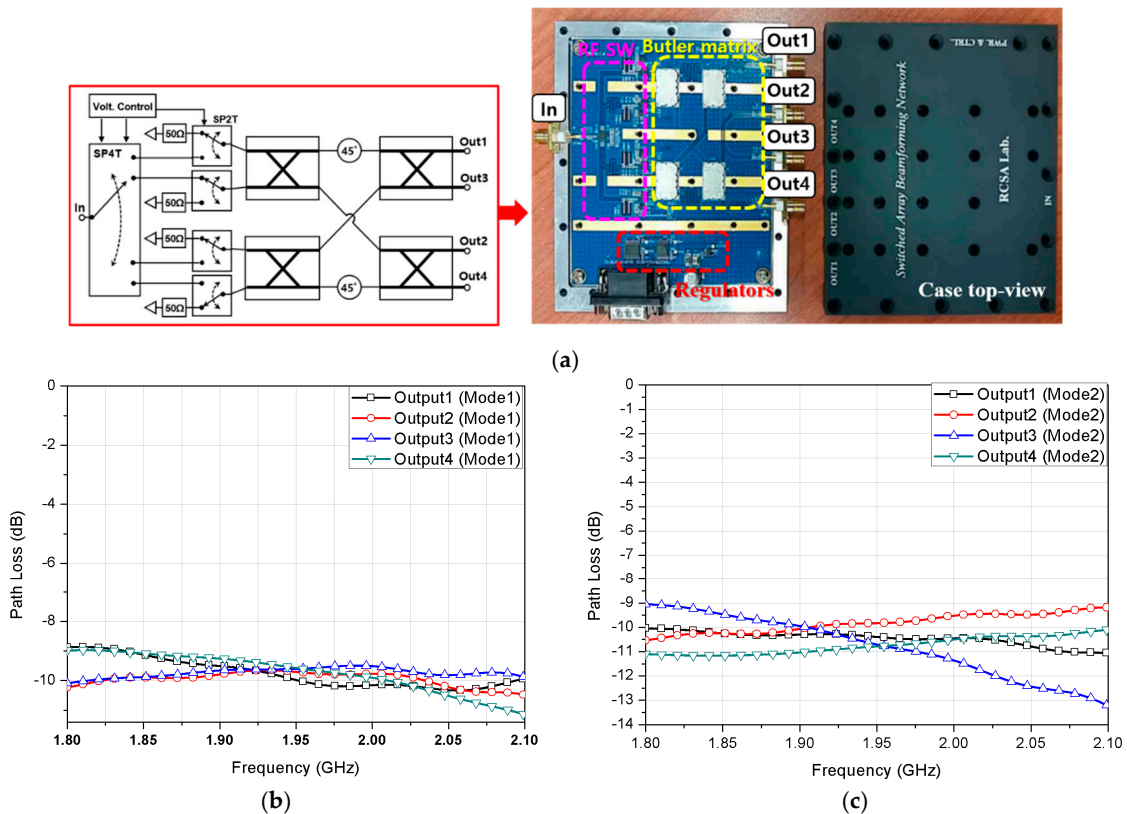 Volt. Control
SP2T
50Ω
SP4T
50Ω
50Ω
50Ω
In
45°
45°
Out1
Out3
Out2
Out4
RF SW
Butler matrix
In
Out1
Out2
Out3
Out4
Regulators
PWR. & CTRL.
OUT4
OUT3
OUT2
OUT1
Switched Array Beamforming Network
RCSA Lab.
IN
Case top-view
(a)
0
-2
-4
-6
-8
-10
Path Loss (dB)
Output1 (Mode1)
Output2 (Mode1)
Output3 (Mode1)
Output4 (Mode1)
1.80 1.85 1.90 1.95 2.00 2.05 2.10
Frequency (GHz)
(b)
0
-1
-2
-3
-4
-5
-6
-7
-8
-9
-10
-11
-12
-13
-14
Path Loss (dB)
Output1 (Mode2)
Output2 (Mode2)
Output3 (Mode2)
Output4 (Mode2)
1.80 1.85 1.90 1.95 2.00 2.05 2.10
Frequency (GHz)
(c)